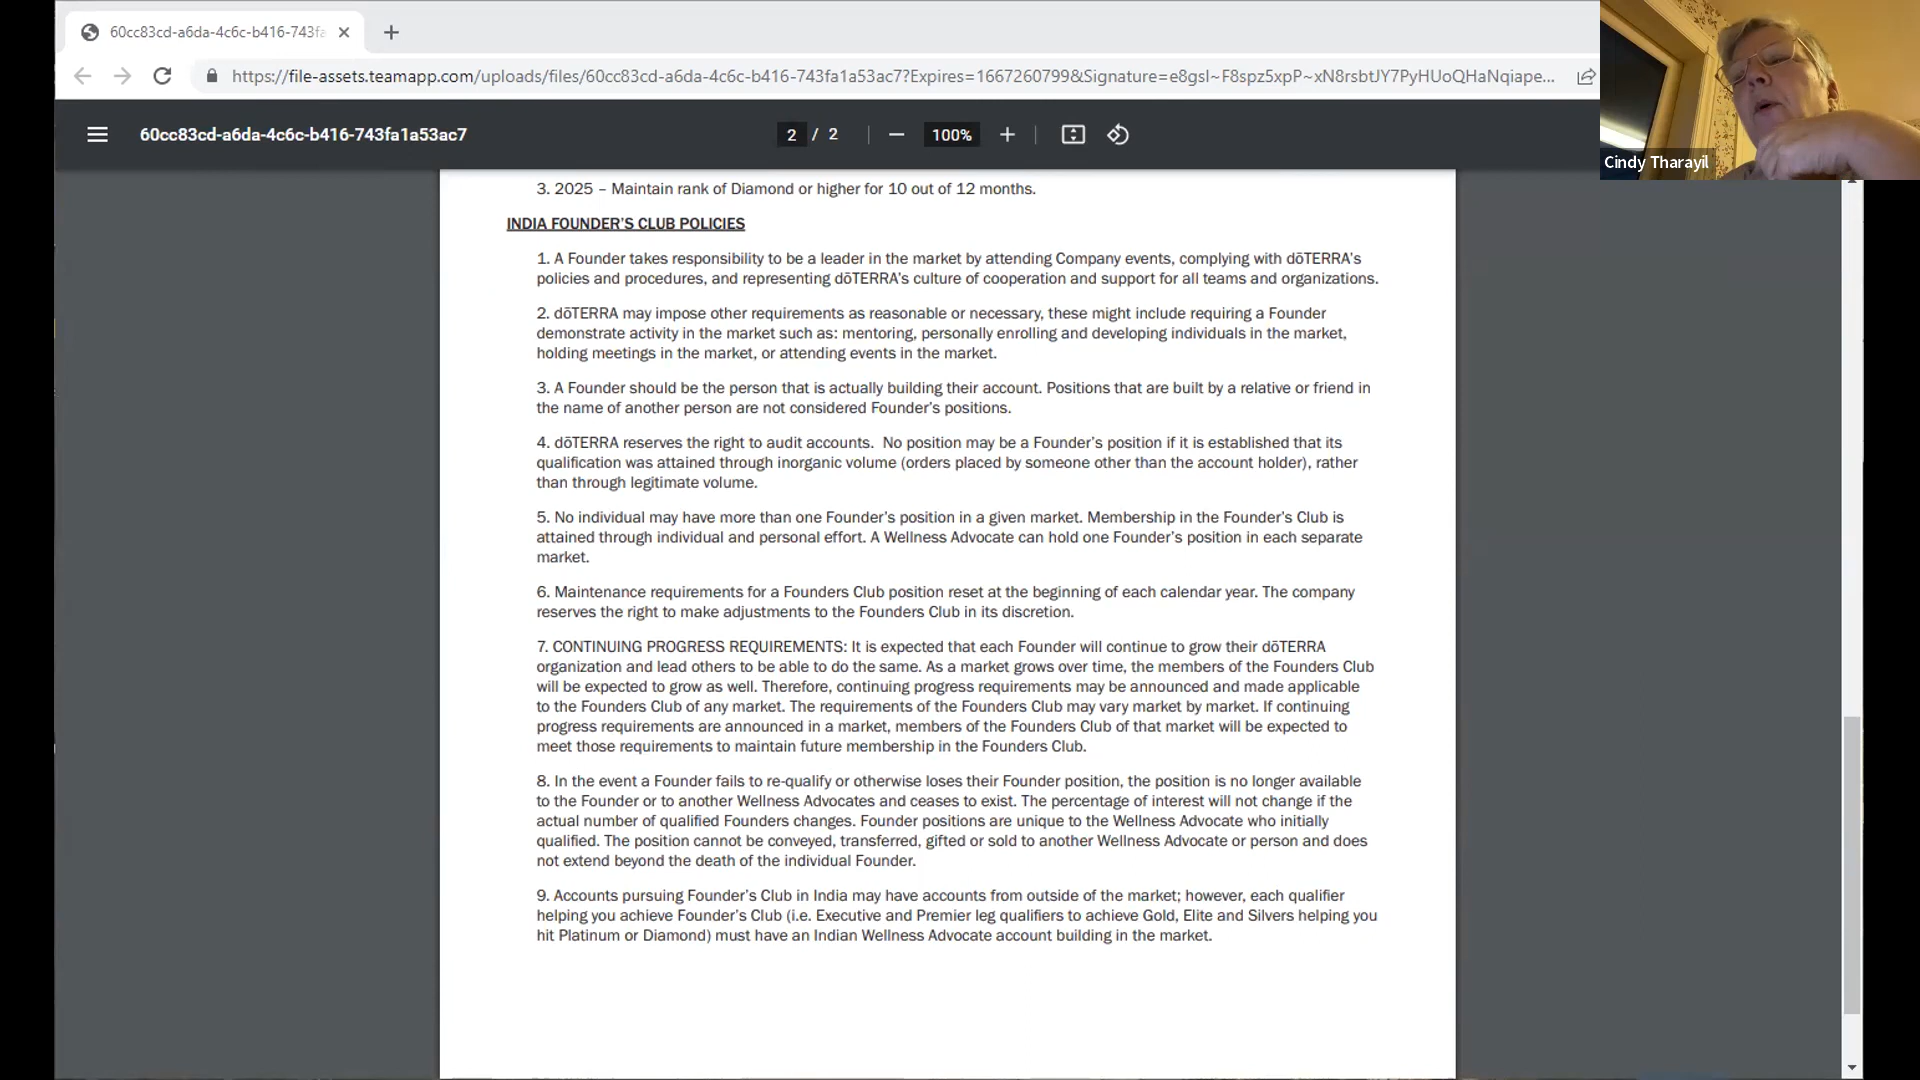 60cc83cd-a6da-4c6c-b416-743fa
https://file-assets.teamapp.com/uploads/files/60cc83cd-a6da-4c6c-b416-743fa1a53ac7?Expires=1667260799&Signature=e8gsI~F8spz5xpP~xN8rsbtJY7PyHUoQHaNqiape...
60cc83cd-a6da-4c6c-b416-743fa1a53ac7
2 / 2
100%
Cindy Tharayil
3. 2025 – Maintain rank of Diamond or higher for 10 out of 12 months.
INDIA FOUNDER’S CLUB POLICIES
1. A Founder takes responsibility to be a leader in the market by attending Company events, complying with dōTERRA’s
policies and procedures, and representing dōTERRA’s culture of cooperation and support for all teams and organizations.
2. dōTERRA may impose other requirements as reasonable or necessary, these might include requiring a Founder
demonstrate activity in the market such as: mentoring, personally enrolling and developing individuals in the market,
holding meetings in the market, or attending events in the market.
3. A Founder should be the person that is actually building their account. Positions that are built by a relative or friend in
the name of another person are not considered Founder’s positions.
4. dōTERRA reserves the right to audit accounts.  No position may be a Founder’s position if it is established that its
qualification was attained through inorganic volume (orders placed by someone other than the account holder), rather
than through legitimate volume.
5. No individual may have more than one Founder’s position in a given market. Membership in the Founder’s Club is
attained through individual and personal effort. A Wellness Advocate can hold one Founder’s position in each separate
market.
6. Maintenance requirements for a Founders Club position reset at the beginning of each calendar year. The company
reserves the right to make adjustments to the Founders Club in its discretion.
7. CONTINUING PROGRESS REQUIREMENTS: It is expected that each Founder will continue to grow their dōTERRA
organization and lead others to be able to do the same. As a market grows over time, the members of the Founders Club
will be expected to grow as well. Therefore, continuing progress requirements may be announced and made applicable
to the Founders Club of any market. The requirements of the Founders Club may vary market by market. If continuing
progress requirements are announced in a market, members of the Founders Club of that market will be expected to
meet those requirements to maintain future membership in the Founders Club.
8. In the event a Founder fails to re-qualify or otherwise loses their Founder position, the position is no longer available
to the Founder or to another Wellness Advocates and ceases to exist. The percentage of interest will not change if the
actual number of qualified Founders changes. Founder positions are unique to the Wellness Advocate who initially
qualified. The position cannot be conveyed, transferred, gifted or sold to another Wellness Advocate or person and does
not extend beyond the death of the individual Founder.
9. Accounts pursuing Founder’s Club in India may have accounts from outside of the market; however, each qualifier
helping you achieve Founder’s Club (i.e. Executive and Premier leg qualifiers to achieve Gold, Elite and Silvers helping you
hit Platinum or Diamond) must have an Indian Wellness Advocate account building in the market.